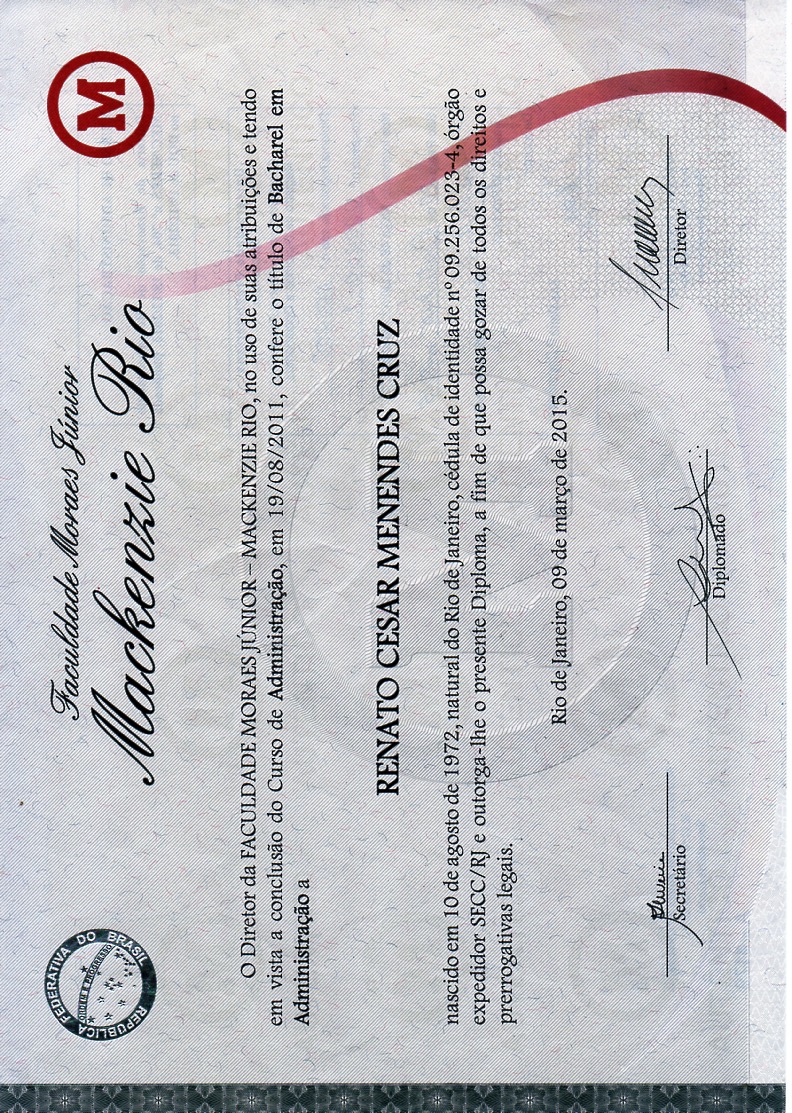 REPÚBLICA FEDERATIVA DO BRASIL
ORDEM E PROGRESSO
Faculdade Moraes Júnior
Mackenzie Rio
M
O Diretor da FACULDADE MORAES JÚNIOR – MACKENZIE RIO, no uso de suas atribuições e tendo
em vista a conclusão do Curso de Administração, em 19/08/2011, confere o título de Bacharel em
Administração a
RENATO CESAR MENENDES CRUZ
nascido em 10 de agosto de 1972, natural do Rio de Janeiro, cédula de identidade nº 09.256.023-4, órgão
expedidor SECC/RJ e outorga-lhe o presente Diploma, a fim de que possa gozar de todos os direitos e
prerrogativas legais.
Rio de Janeiro, 09 de março de 2015.
Secretário
Diplomado
Diretor